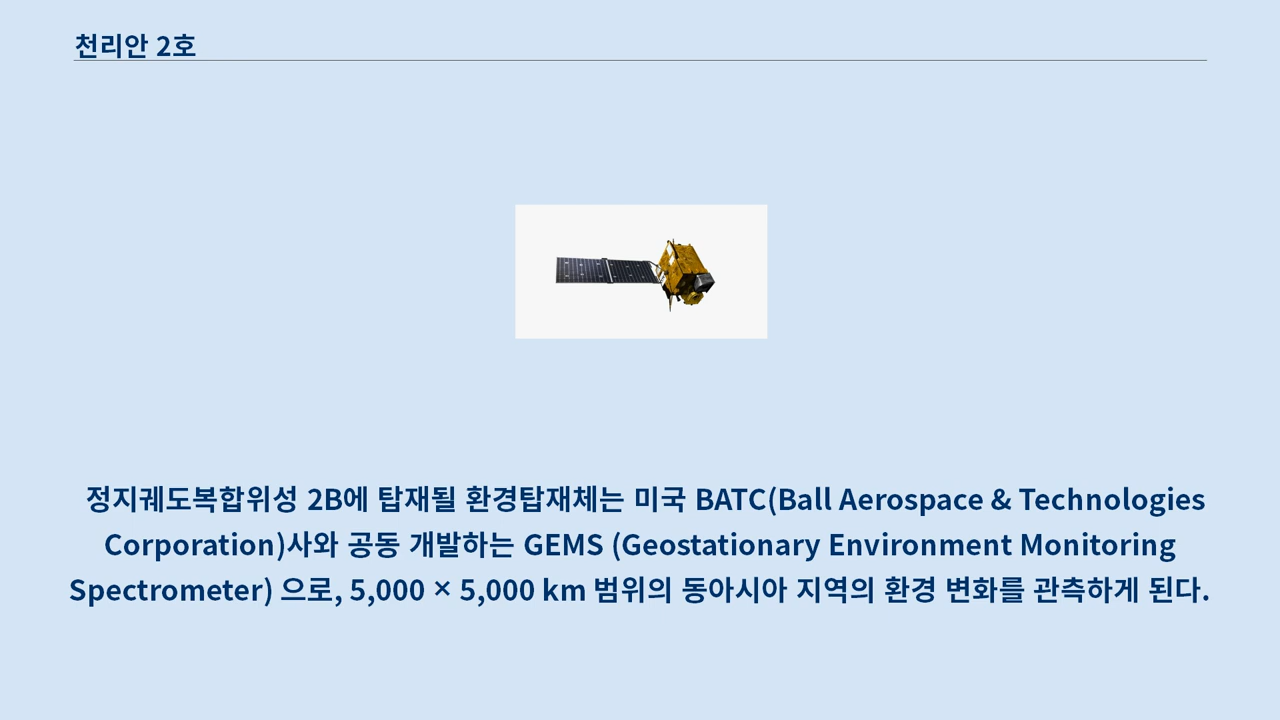 천리안 2호
정지궤도복합위성 2B에 탑재될 환경탑재체는 미국 BATC(Ball Aerospace & Technologies
Corporation)사와 공동 개발하는 GEMS (Geostationary Environment Monitoring
Spectrometer) 으로, 5,000 × 5,000 km 범위의 동아시아 지역의 환경 변화를 관측하게 된다.